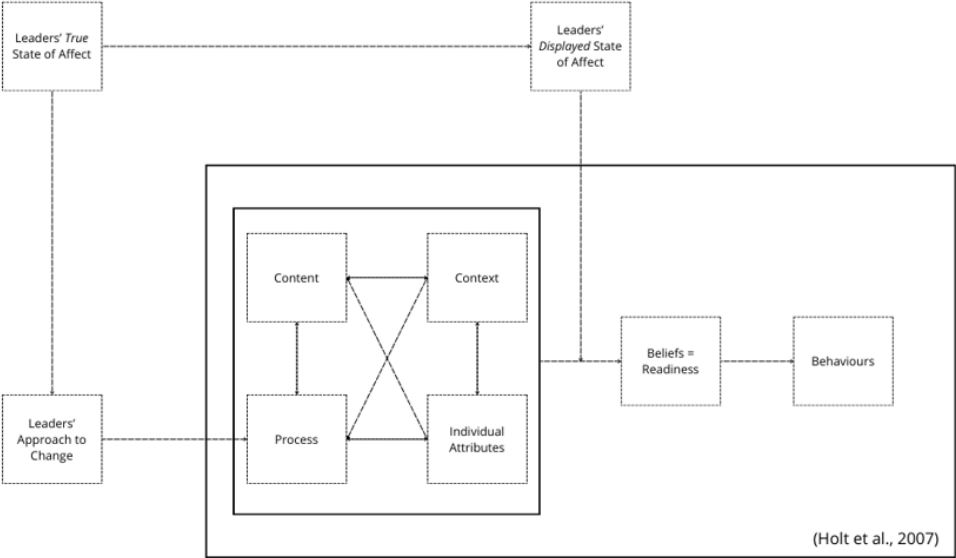 Leaders' True
State of Affect
Leaders'
Displayed State
of Affect
Content
Context
Beliefs =
Readiness
Behaviours
Leaders'
Approach to
Change
Process
Individual
Attributes
(Holt et al., 2007)